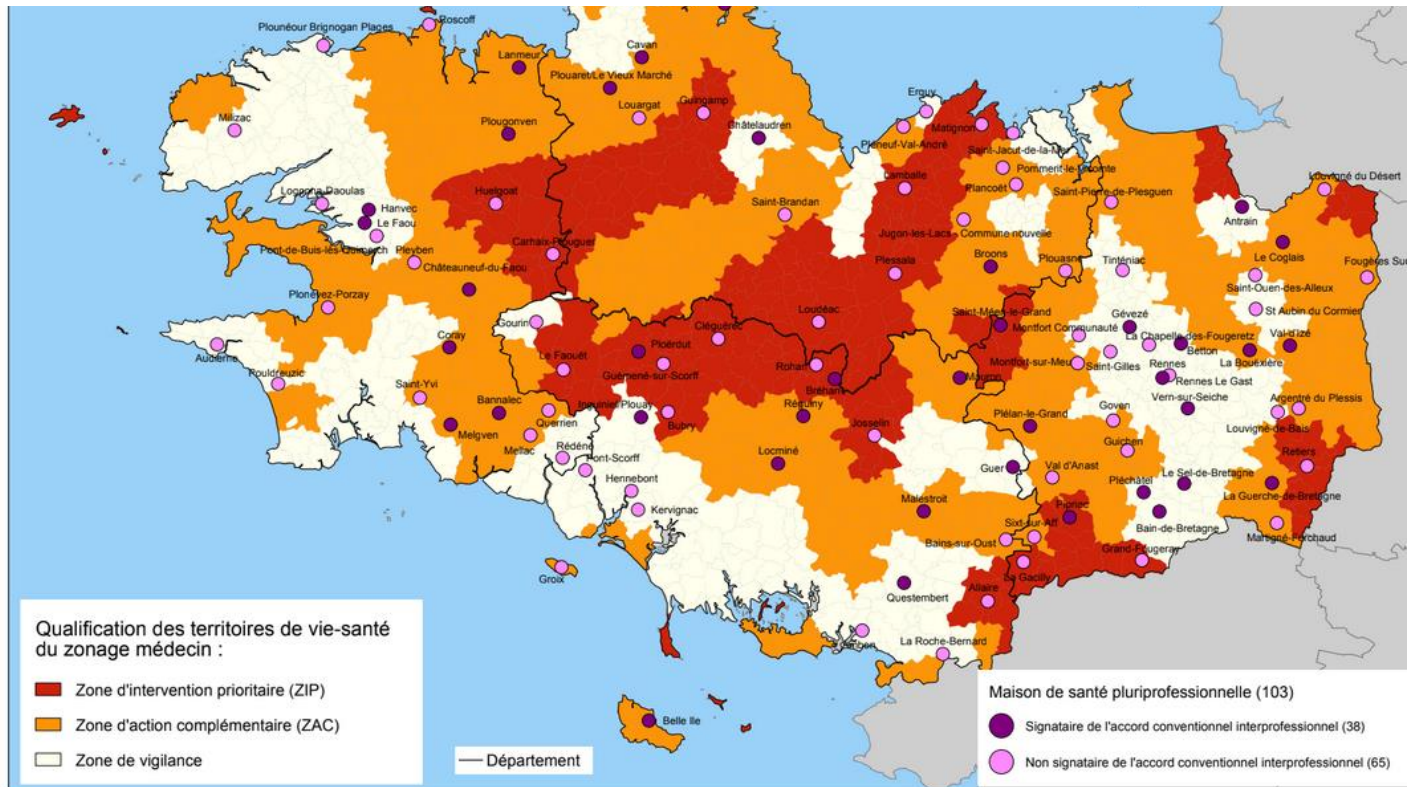 Plounéour Brignogan Plages
Roscoff
Lanmeur
Cavan
Plouaret/Le Vieux Marché
Louargat
Guingamp
Châtelaudren
Erquy
Matignon
Pléneuf-Val-André
Saint-Jacut-de-la-Mer
Milizac
Plougonven
Lamballe
Plancoët
Saint-Pierre-de-Plesguen
Louvigné du Désert
Huelgoat
Hanvec
Le Faou
Saint-Brandan
Antrain
Pont-de-Buis-lès-Quimerch
Pleyben
Carhaix-Plouguer
Jugon-les-Lacs - Commune nouvelle
Le Coglais
Châteauneuf-du-Faou
Plessala
Broons
Plouasne
Tinténiac
Fougères Sud
Saint-Ouen-des-Alleux
Plonévez-Porzay
Gourin
Loudéac
Saint-Méen-le-Grand
St Aubin du Cormier
Cléguérec
Montfort Communauté
Gévezé
La Chapelle-des-Fougeretz
Val-d'Izé
Coray
Ploërdut
Betton
Audierne
Le Faouët
Guémené-sur-Scorff
Rohan
Montfort-sur-Meu
Saint-Gilles
Rennes
La Bouëxière
Pouldreuzic
Saint-Yvi
Bréhan
Mauron
Rennes Le Gast
Bannalec
Inguiniel/Plouay
Réguiny
Vern-sur-Seiche
Argentré du Plessis
Melgven
Querrien
Bubry
Josselin
Plélan-le-Grand
Goven
Louvigné-de-Bais
Mellac
Rédéné
Locminé
Guichen
Retiers
Pont-Scorff
Guer
Val d'Anast
Pléchâtel
Le Sel-de-Bretagne
Hennebont
La Guerche-de-Bretagne
Kervignac
Malestroit
Pipriac
Bain-de-Bretagne
Martigné-Ferchaud
Sixt-sur-Aff
Bains-sur-Oust
Grand-Fougeray
Groix
La Gacilly
Questembert
Allaire
La Roche-Bernard
Belle Ile
Qualification des territoires de vie-santé
du zonage médecin :
Zone d'intervention prioritaire (ZIP)
Zone d'action complémentaire (ZAC)
Zone de vigilance
Département
Maison de santé pluriprofessionnelle (103)
Signataire de l'accord conventionnel interprofessionnel (38)
Non signataire de l'accord conventionnel interprofessionnel (65)